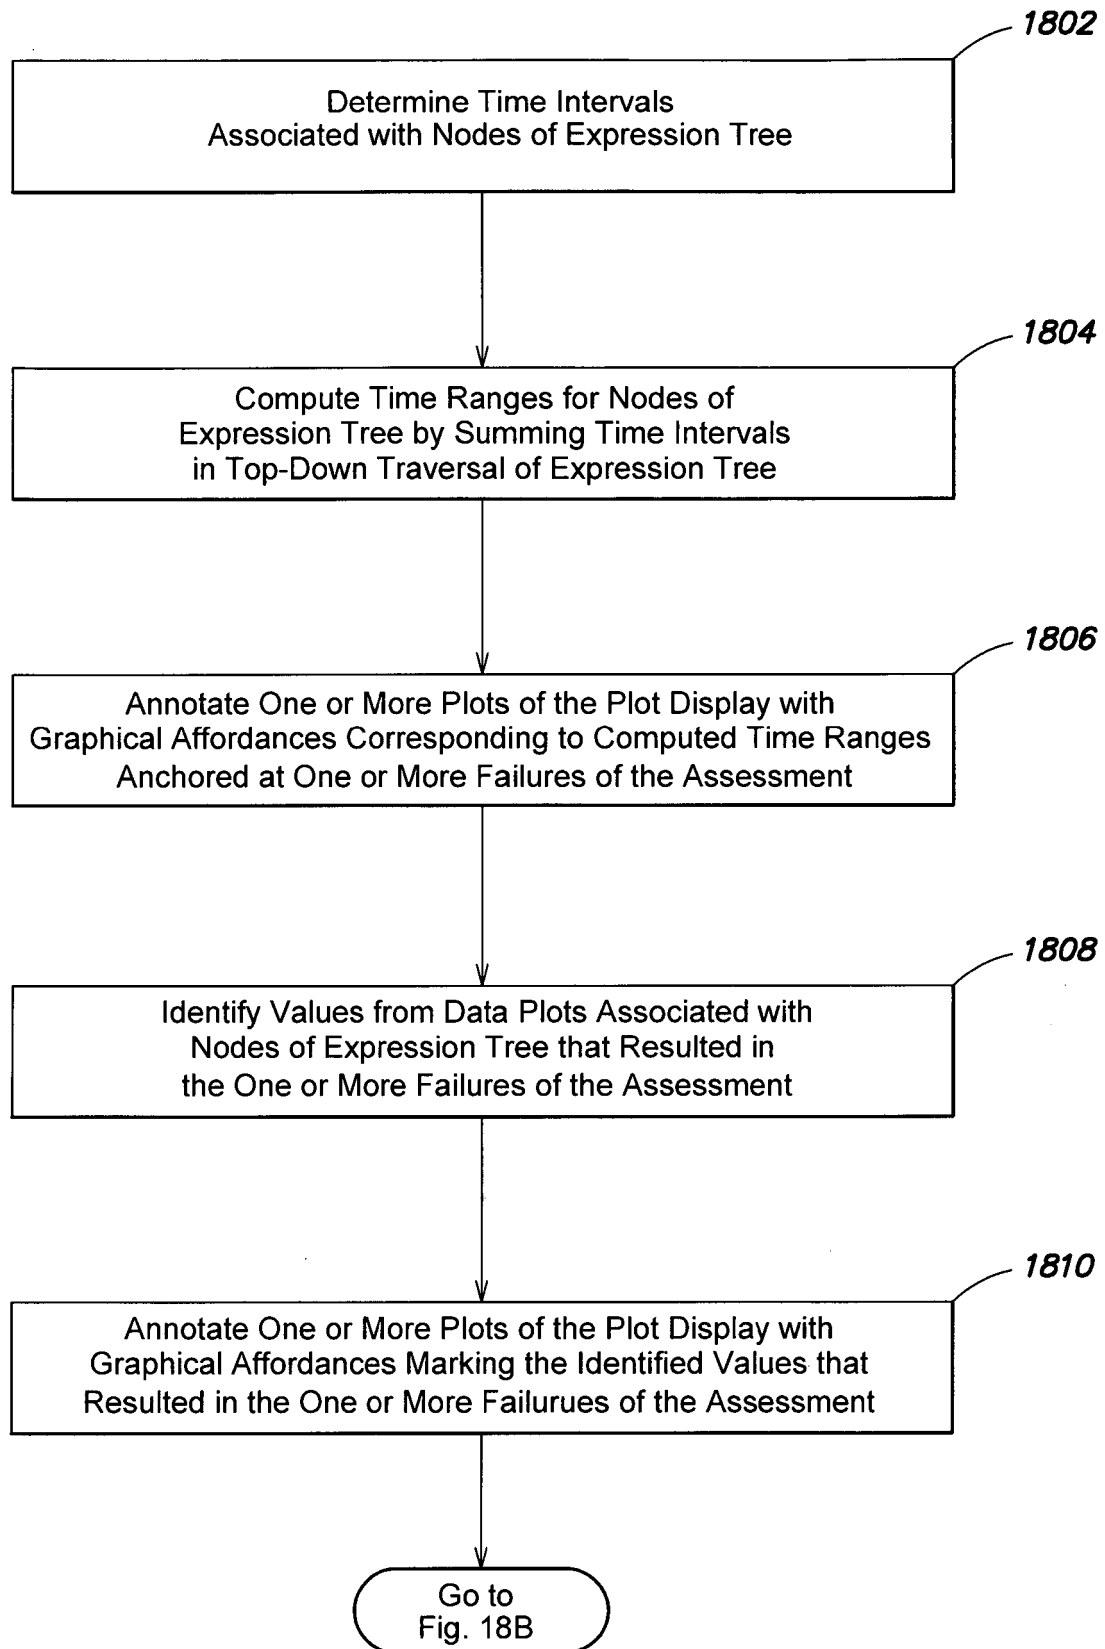 1802
Determine Time Intervals
Associated with Nodes of Expression Tree
1804
Compute Time Ranges for Nodes of
Expression Tree by Summing Time Intervals
in Top-Down Traversal of Expression Tree
1806
Annotate One or More Plots of the Plot Display with
Graphical Affordances Corresponding to Computed Time Ranges
Anchored at One or More Failures of the Assessment
1808
Identify Values from Data Plots Associated with
Nodes of Expression Tree that Resulted in
the One or More Failures of the Assessment
1810
Annotate One or More Plots of the Plot Display with
Graphical Affordances Marking the Identified Values that
Resulted in the One or More Failurues of the Assessment
Go to
Fig. 18B